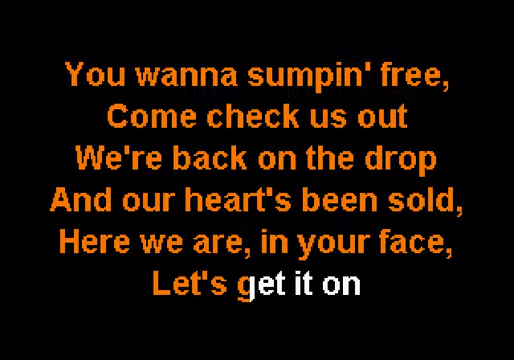 You wanna sumpin' free,
Come check us out
We're back on the drop
And our heart's been sold,
Here we are, in your face,
Let's get it on